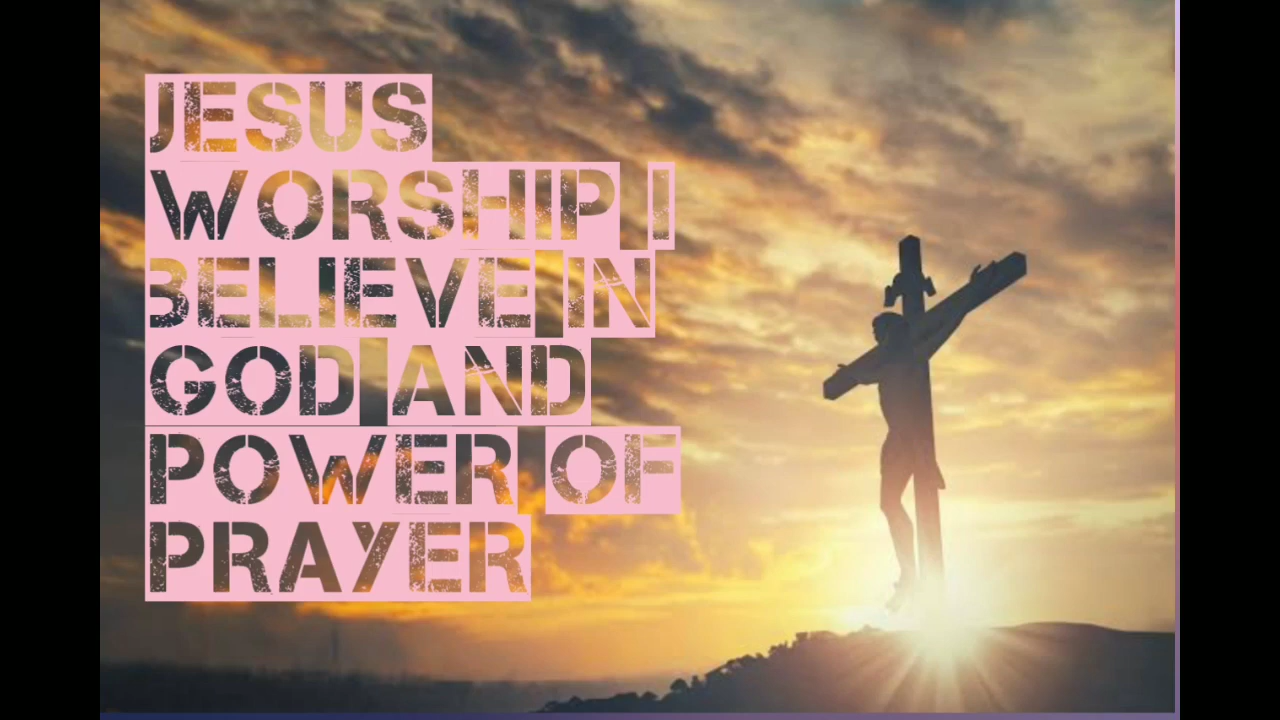 JESUS
WORSHIP I
BELIEVE IN
GOD AND
POWER OF
PRAYER